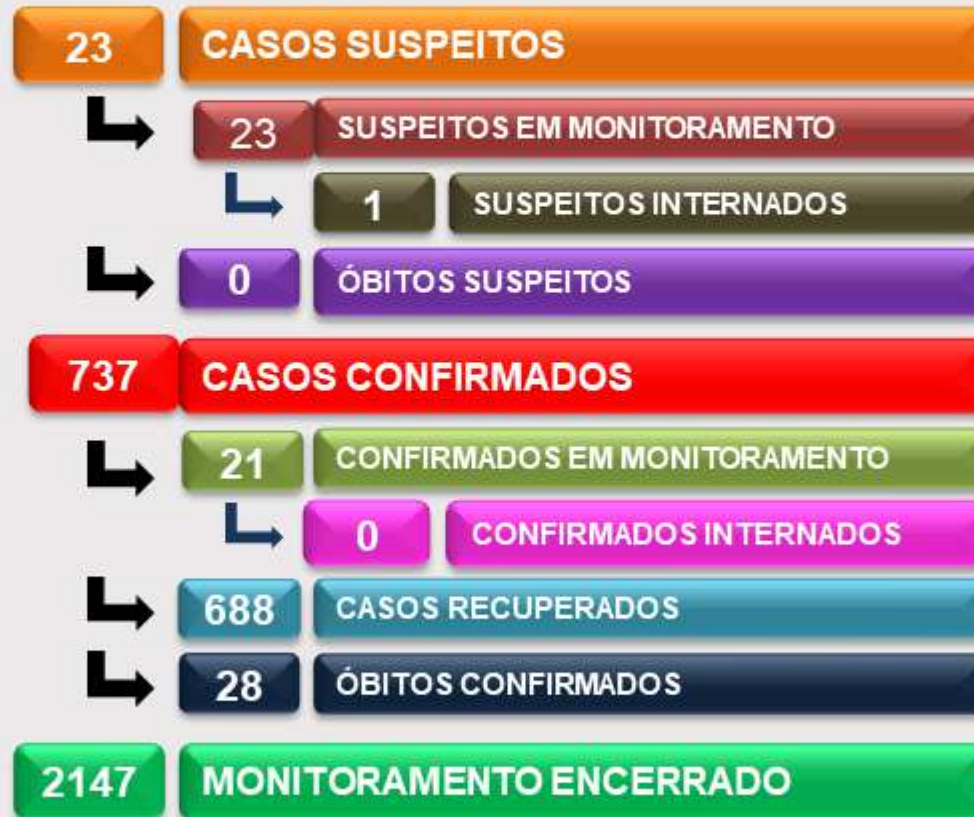 23 CASOS SUSPEITOS
23 SUSPEITOS EM MONITORAMENTO
1 SUSPEITOS INTERNADOS
0 ÓBITOS SUSPEITOS
737 CASOS CONFIRMADOS
21 CONFIRMADOS EM MONITORAMENTO
0 CONFIRMADOS INTERNADOS
688 CASOS RECUPERADOS
28 ÓBITOS CONFIRMADOS
2147 MONITORAMENTO ENCERRADO